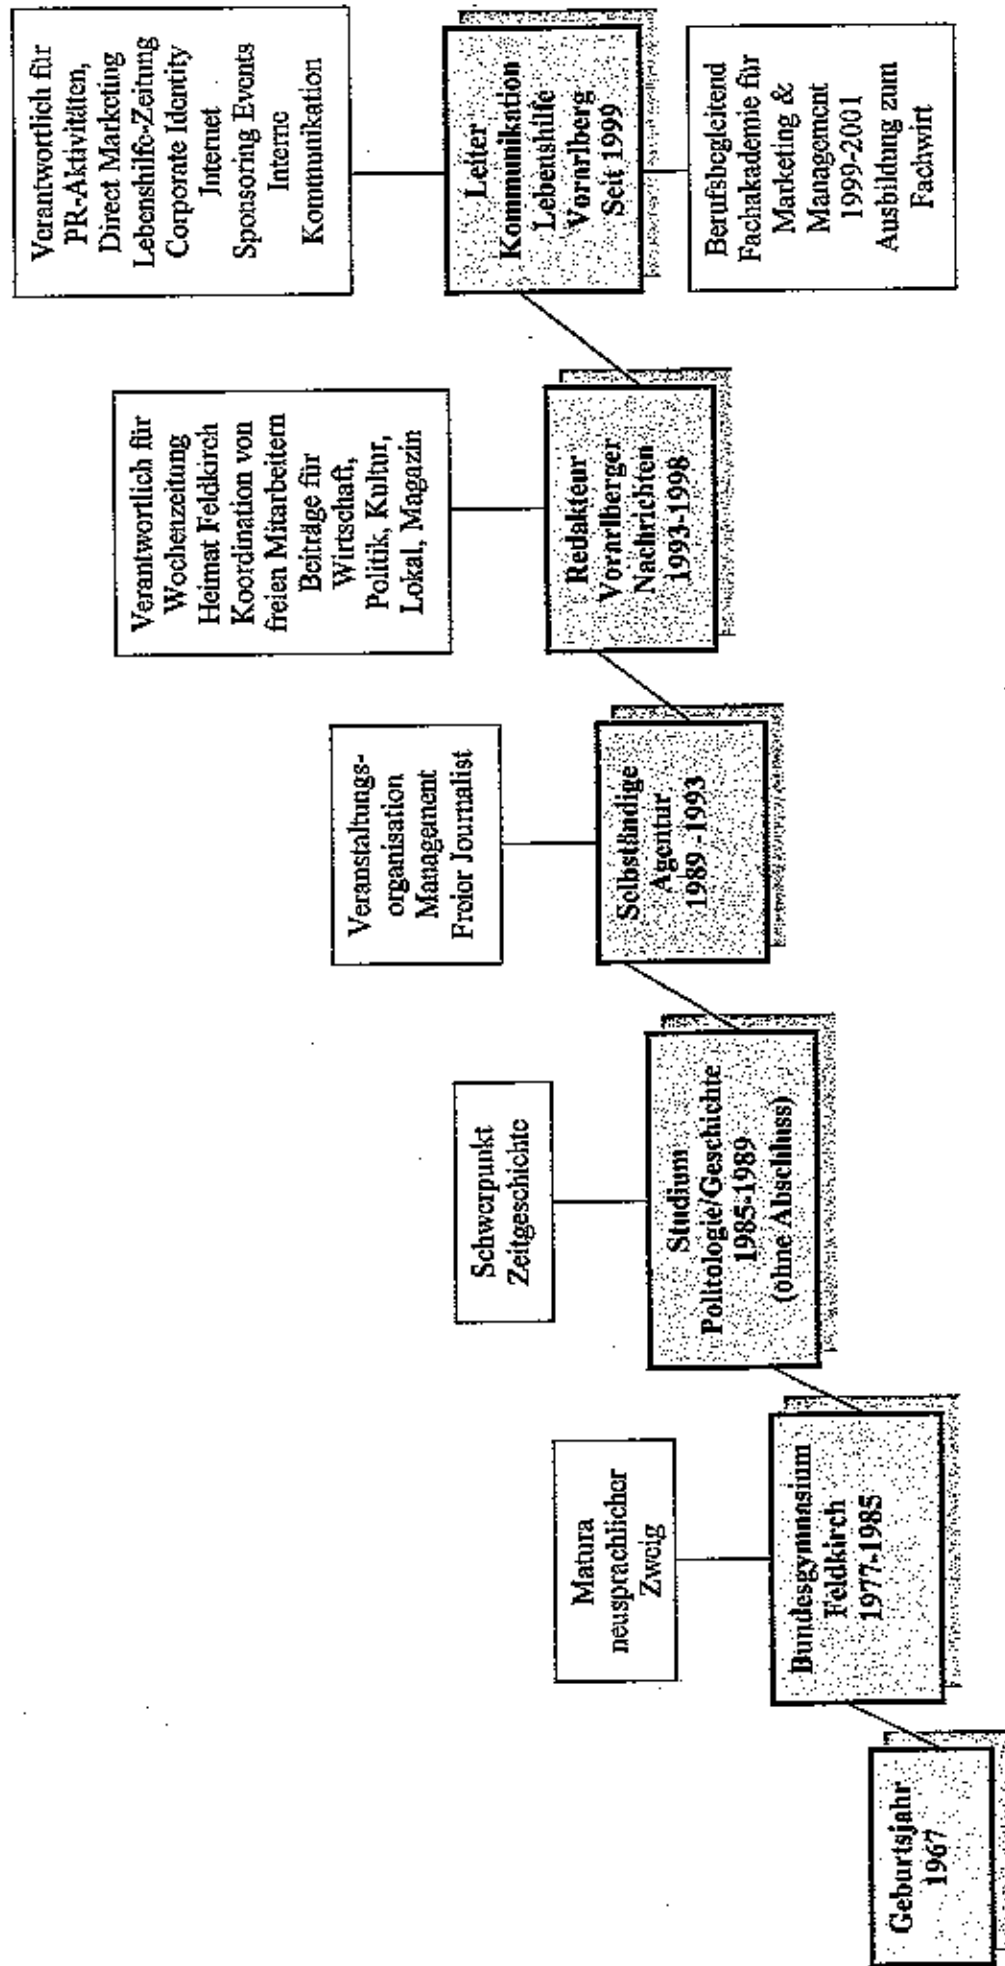 Geburtsjahr
1967
Matura
neusprachlicher
Zweig
Bundesgymnasium
Feldkirch
1977-1985
Schwerpunkt
Zeitgeschichte
Studium
Politologie/Geschichte
1985-1989
(ohne Abschluss)
Veranstaltungs-
organisation
Management
Freier Journalist
Selbständige
Agentur
1989 -1993
Verantwortlich für
Wochenzeitung
Heimat Feldkirch
Koordination von
freien Mitarbeitern
Beiträge für
Wirtschaft,
Politik, Kultur,
Lokal, Magazin
Redakteur
Vorarlberger
Nachrichten
1993-1998
Verantwortlich für
PR-Aktivitäten,
Direct Marketing
Lebenshilfe-Zeitung
Corporate Identity
Internet
Sponsoring Events
Interne
Kommunikation
Leiter
Kommunikation
Lebenshilfe
Vorarlberg
Seit 1999
Berufsbegleitend
Fachakademie für
Marketing &
Management
1999-2001
Ausbildung zum
Fachwirt